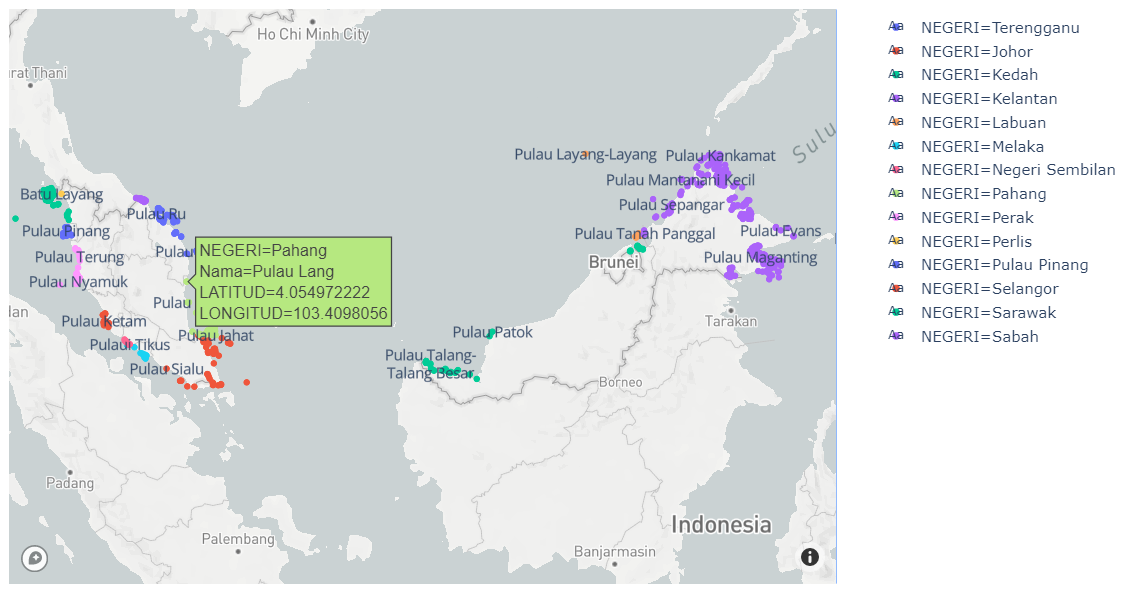 Ho Chi Minh City
rat Thani
Sulu
Pulau Layang-Layang
Pulau Kankamat
Pulau Mantanani Kecil
Batu Layang
Pulau Ru
Pulau Sepangar
Pulau Pinang
Pulau Tanah Panggal
Pulau Evans
Pulau
Pulau Terung
Brunei
Pulau Maganting
Pulau Nyamuk
NEGERI=Pahang
Nama=Pulau Lang
LATITUD=4.054972222
LONGITUD=103.4098056
Pulau
lan
Pulau Ketam
Tarakan
Pulau Jahat
Pulau Patok
Pulau Tikus
Pulau Talang-
Talang Besar
Pulau Sialu
Borneo
Padang
Indonesia
Palembang
Banjarmasin
Aa NEGERI=Terengganu
Aa NEGERI=Johor
Aa NEGERI=Kedah
Aa NEGERI=Kelantan
Aa NEGERI=Labuan
Aa NEGERI=Melaka
Aa NEGERI=Negeri Sembilan
Aa NEGERI=Pahang
Aa NEGERI=Perak
Aa NEGERI=Perlis
Aa NEGERI=Pulau Pinang
Aa NEGERI=Selangor
Aa NEGERI=Sarawak
Aa NEGERI=Sabah